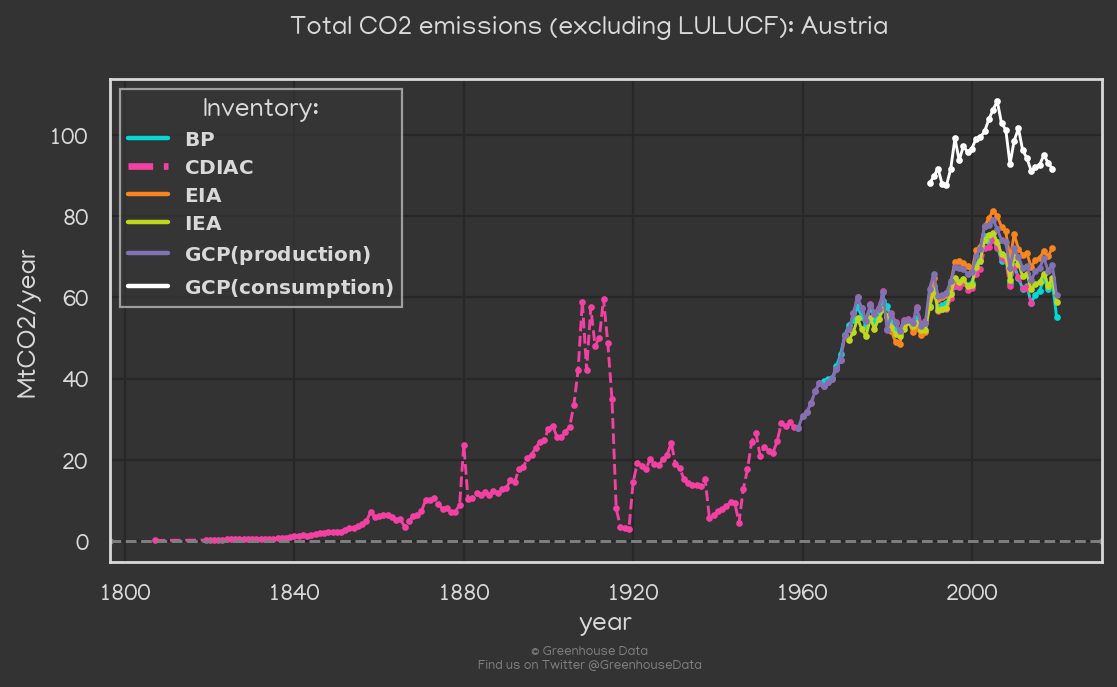 Total CO2 emissions (excluding LULUCF): Austria
Inventory:
BP
CDIAC
EIA
IEA
GCP(production)
GCP(consumption)
MtCO2/year
100
80
60
40
20
0
1800 1840 1880 1920 1960 2000
year
© Greenhouse Data
Find us on Twitter @GreenhouseData